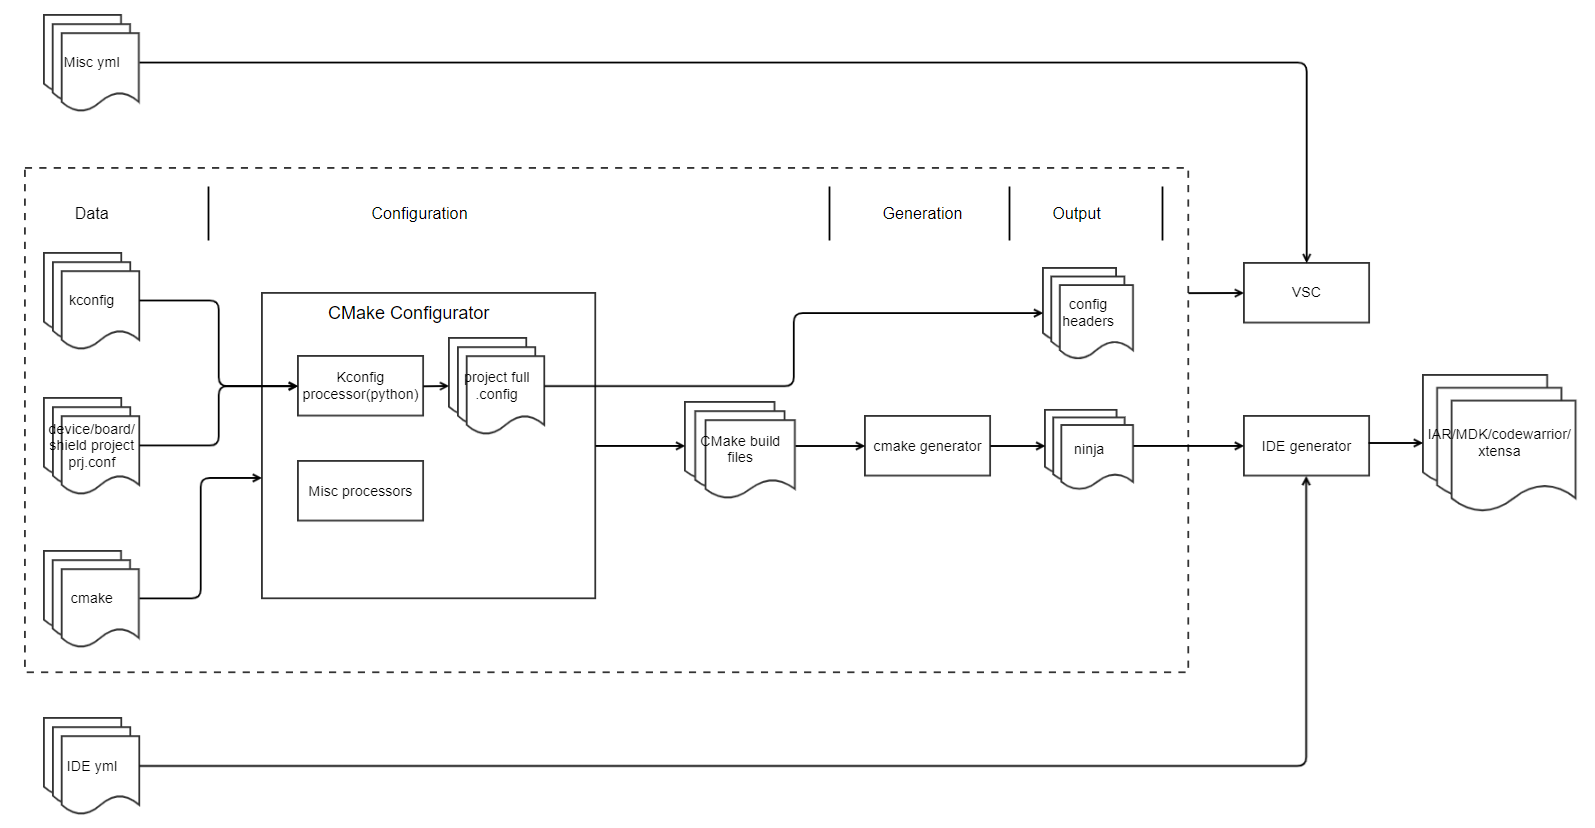 Misc yml
Data
Configuration
Generation
Output
kconfig
device/board/
shield project
prj.conf
cmake
CMake Configurator
Kconfig
processor(python)
project full
.config
Misc processors
CMake build
files
cmake generator
config
headers
ninja
VSC
IDE generator
IAR/MDK/codewarrior/
xtensa
IDE yml